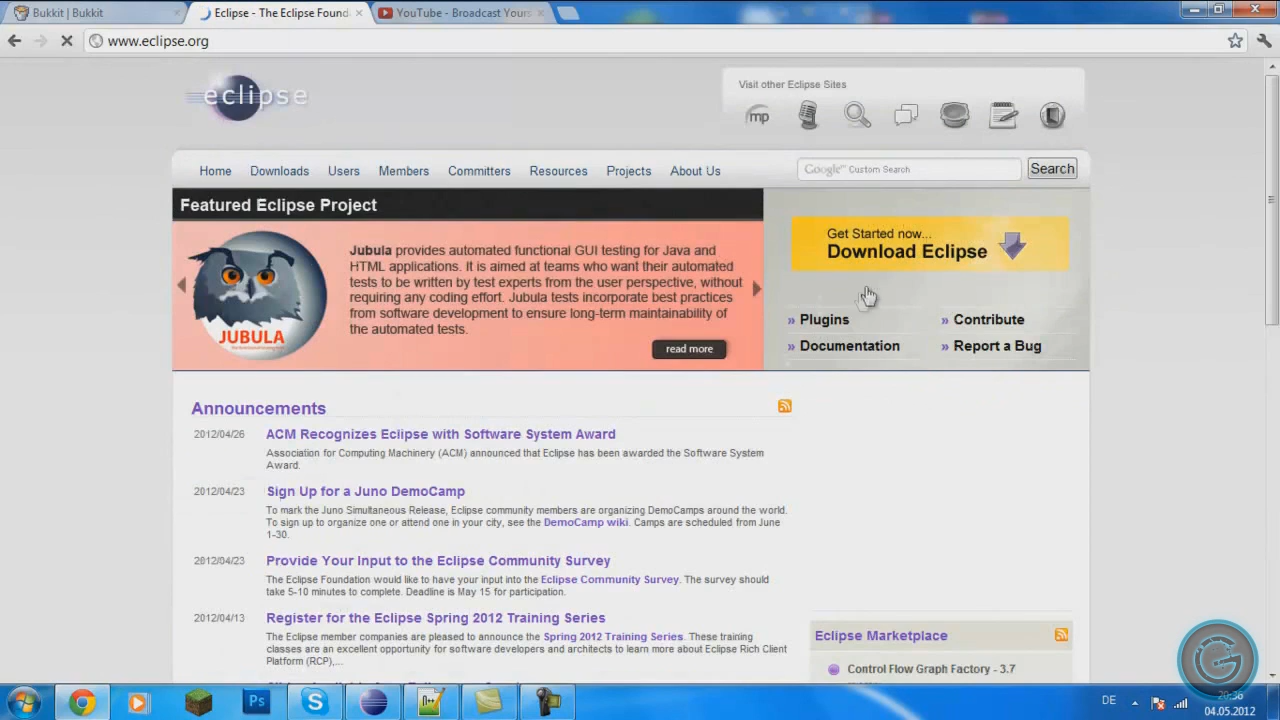 Bukkit | Bukkit
Eclipse - The Eclipse Found
YouTube - Broadcast Yours
www.eclipse.org
eclipse
Visit other Eclipse Sites
mp
Home Downloads Users Members Committers Resources Projects About Us
Google™ Custom Search
Search
Featured Eclipse Project
JUBULA
Jubula provides automated functional GUI testing for Java and
HTML applications. It is aimed at teams who want their automated
tests to be written by test experts from the user perspective, without
requiring any coding effort. Jubula tests incorporate best practices
from software development to ensure long-term maintainability of
the automated tests.
read more
Get Started now...
Download Eclipse
» Plugins
» Contribute
» Documentation
» Report a Bug
Announcements
2012/04/26
ACM Recognizes Eclipse with Software System Award
Association for Computing Machinery (ACM) announced that Eclipse has been awarded the Software System
Award.
2012/04/23
Sign Up for a Juno DemoCamp
To mark the Juno Simultaneous Release, Eclipse community members are organizing DemoCamps around the world.
To sign up to organize one or attend one in your city, see the DemoCamp wiki. Camps are scheduled from June
1-30.
2012/04/23
Provide Your Input to the Eclipse Community Survey
The Eclipse Foundation would like to have your input into the Eclipse Community Survey. The survey should
take 5-10 minutes to complete. Deadline is May 15 for participation.
2012/04/13
Register for the Eclipse Spring 2012 Training Series
The Eclipse member companies are pleased to announce the Spring 2012 Training Series. These training
classes are an excellent opportunity for software developers and architects to learn more about Eclipse Rich Client
Platform (RCP),...
Eclipse Marketplace
Control Flow Graph Factory - 3.7
Ps
DE
20:36
04.05.2012